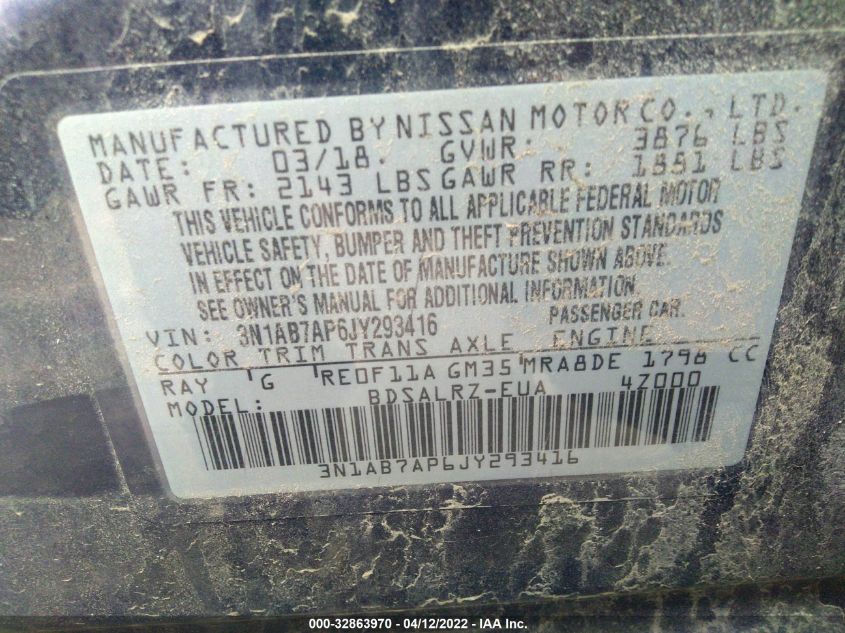 MANUFACTURED BY NISSAN MOTOR CO., LTD.
DATE: 03/18. GVWR: 3876 LBS
GAWR FR: 2143 LBS GAWR RR: 1881 LBS
THIS VEHICLE CONFORMS TO ALL APPLICABLE FEDERAL MOTOR
VEHICLE SAFETY, BUMPER AND THEFT PREVENTION STANDARDS
IN EFFECT ON THE DATE OF MANUFACTURE SHOWN ABOVE.
SEE OWNER'S MANUAL FOR ADDITIONAL INFORMATION.
VIN: 3N1AB7AP6JY293416 PASSENGER CAR.
COLOR TRIM TRANS AXLE ENGINE
RAY G RE0F11A GM35 MRA8DE 1798 CC
MODEL: BDSALRZ-EUA 4Z000
3N1AB7AP6JY293416
000-32863970 - 04/12/2022 - IAA Inc.